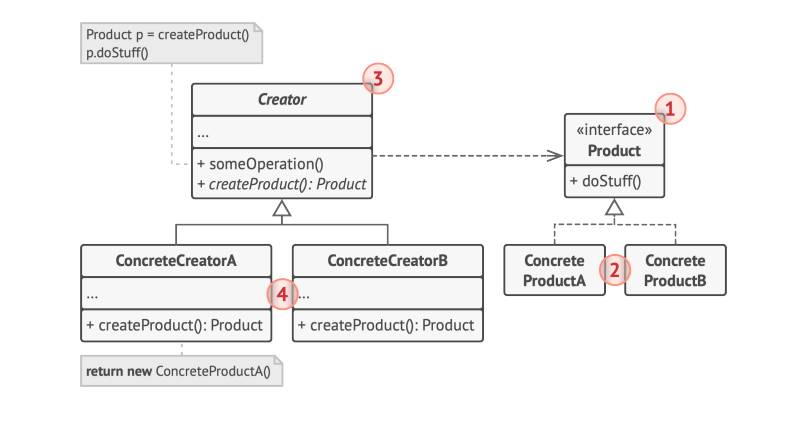 Product p = createProduct()
p.doStuff()
3
Creator
...
+ someOperation()
+ createProduct(): Product
1
«interface»
Product
+ doStuff()
ConcreteCreatorA
...
+ createProduct(): Product
4
ConcreteCreatorB
...
+ createProduct(): Product
Concrete
ProductA
2
Concrete
ProductB
return new ConcreteProductA()